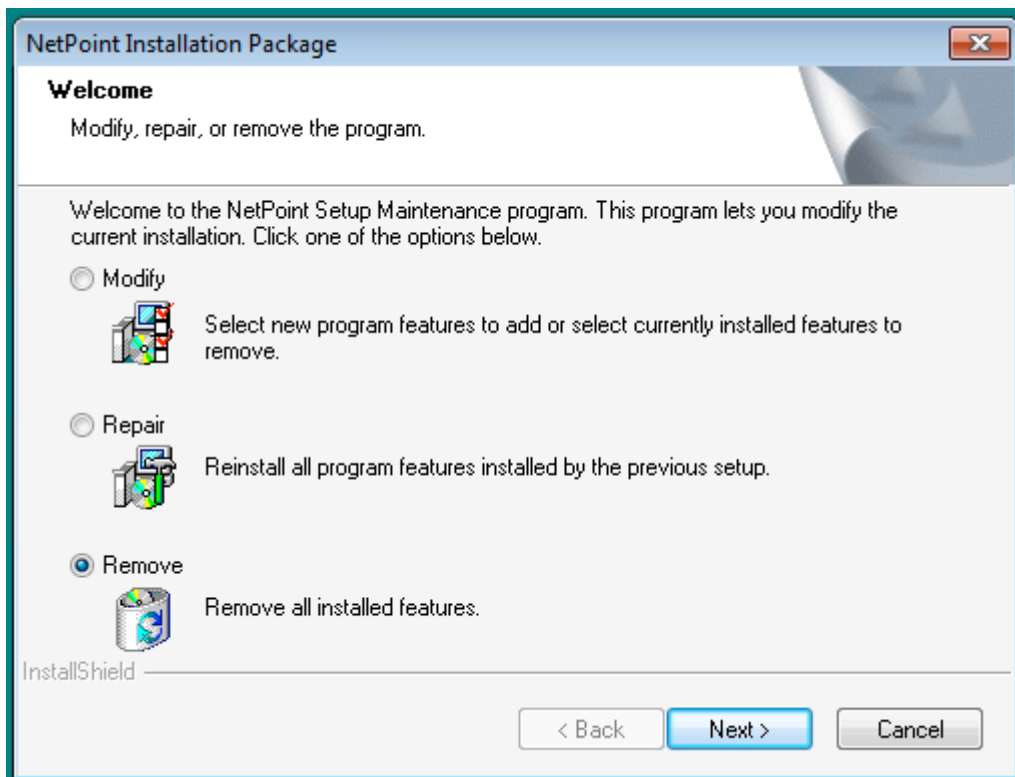 NetPoint Installation Package
Welcome
Modify, repair, or remove the program.
Welcome to the NetPoint Setup Maintenance program. This program lets you modify the
current installation. Click one of the options below.
Modify
Select new program features to add or select currently installed features to
remove.
Repair
Reinstall all program features installed by the previous setup.
Remove
Remove all installed features.
InstallShield
< Back
Next >
Cancel